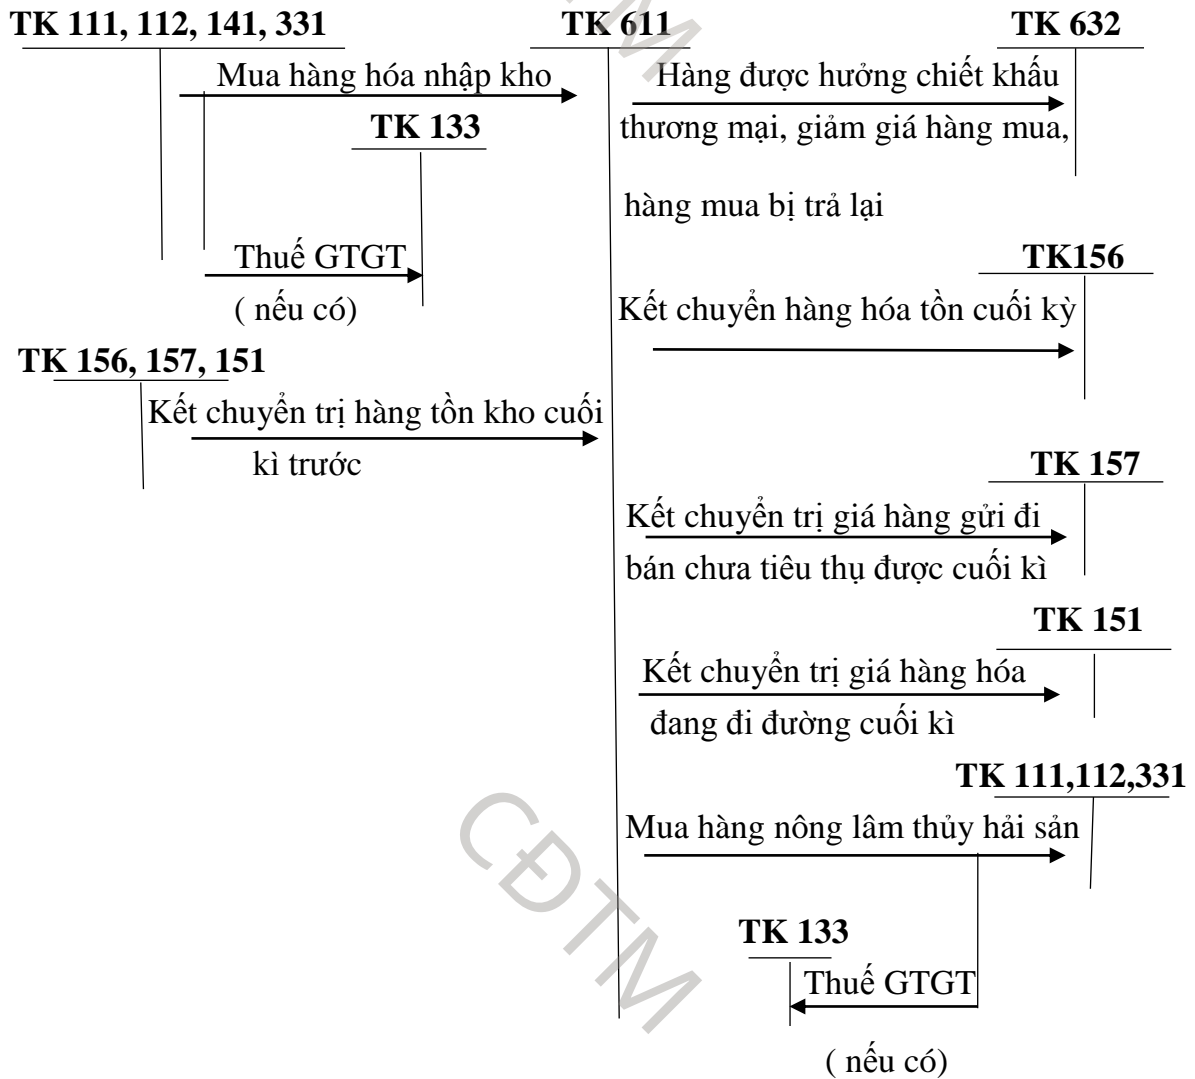 TK 111, 112, 141, 331
TK 611
TK 632
Mua hàng hóa nhập kho
Hàng được hưởng chiết khấu
TK 133
thương mại, giảm giá hàng mua,
hàng mua bị trả lại
Thuế GTGT
( nếu có)
TK156
Kết chuyển hàng hóa tồn cuối kỳ
TK 156, 157, 151
Kết chuyển trị hàng tồn kho cuối
kì trước
TK 157
Kết chuyển trị giá hàng gửi đi
bán chưa tiêu thụ được cuối kì
TK 151
Kết chuyển trị giá hàng hóa
đang đi đường cuối kì
TK 111,112,331
Mua hàng nông lâm thủy hải sản
TK 133
Thuế GTGT
( nếu có)
CĐTM